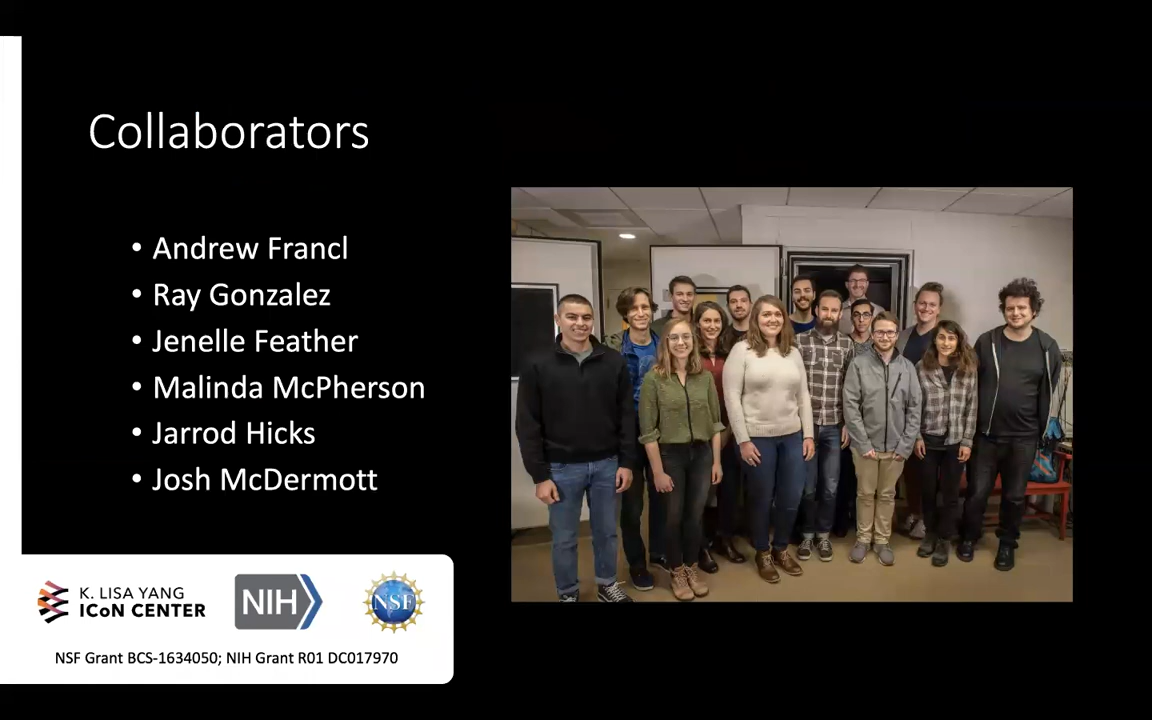 Collaborators
• Andrew Francl
• Ray Gonzalez
• Jenelle Feather
• Malinda McPherson
• Jarrod Hicks
• Josh McDermott
K. LISA YANG
ICoN CENTER
NIH
NSF
NSF Grant BCS-1634050; NIH Grant R01 DC017970